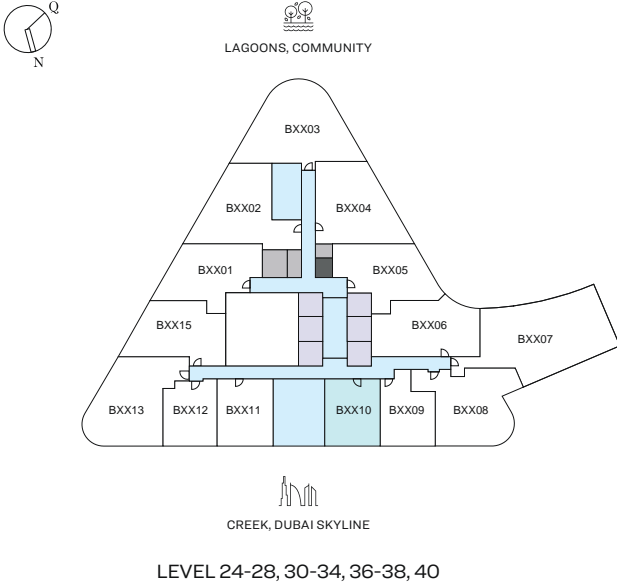 Q
N
LAGOONS, COMMUNITY
BXX03
BXX02 BXX04
BXX01 BXX05
BXX15 BXX06
BXX07
BXX13 BXX12 BXX11 BXX10 BXX09 BXX08
CREEK, DUBAI SKYLINE
LEVEL 24-28, 30-34, 36-38, 40